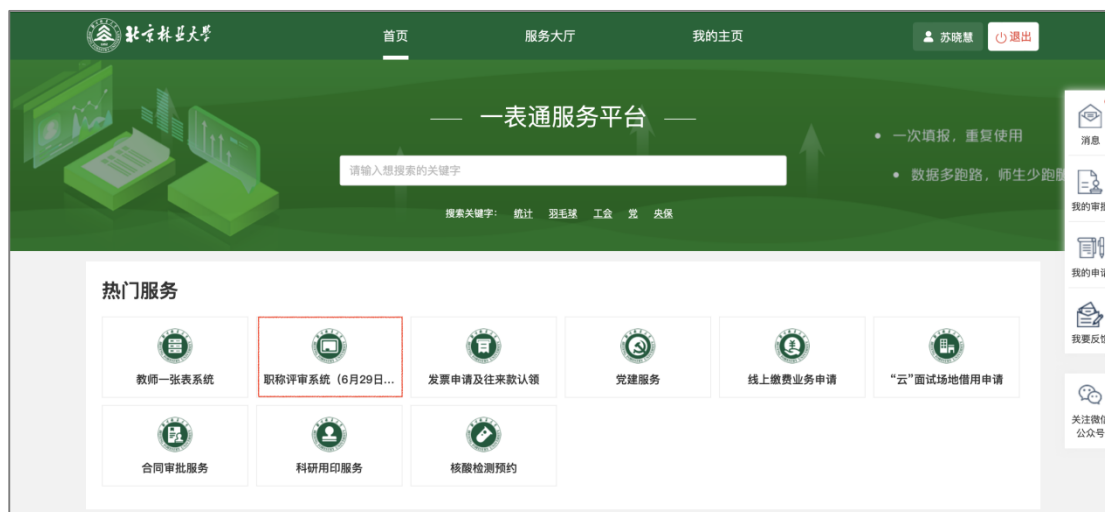 北京林业大学
首页
服务大厅
我的主页
苏晓慧
退出
一表通服务平台
请输入想搜索的关键字
搜索关键字： 统计 羽毛球 工会 党 央保
一次填报，重复使用
数据多跑路，师生少跑
消息
我的审批
我的申请
我要反馈
关注微信
公众号
热门服务
教师一张表系统
职称评审系统（6月29日...
发票申请及往来款认领
党建服务
线上缴费业务申请
“云”面试场地借用申请
合同审批服务
科研用印服务
核酸检测预约